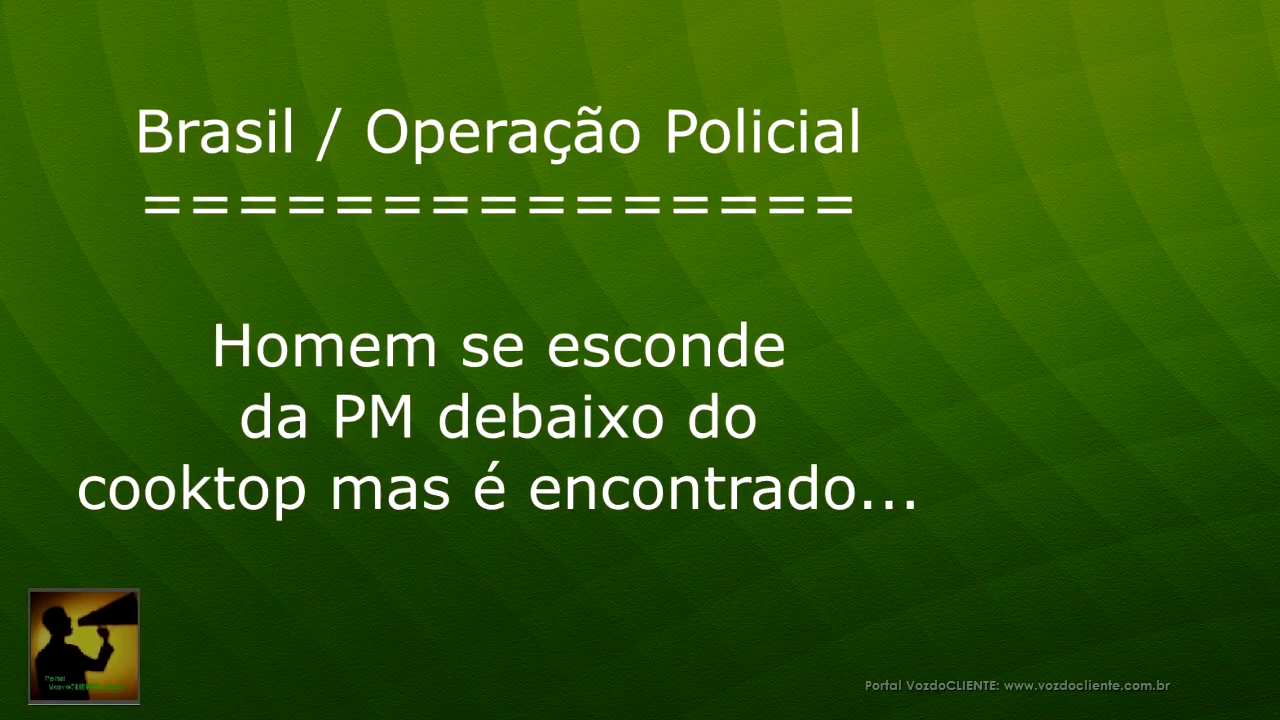 Brasil / Operação Policial
===============
Homem se esconde
da PM debaixo do
cooktop mas é encontrado...
Portal
Portal VozdoCLIENTE: www.vozdocliente.com.br